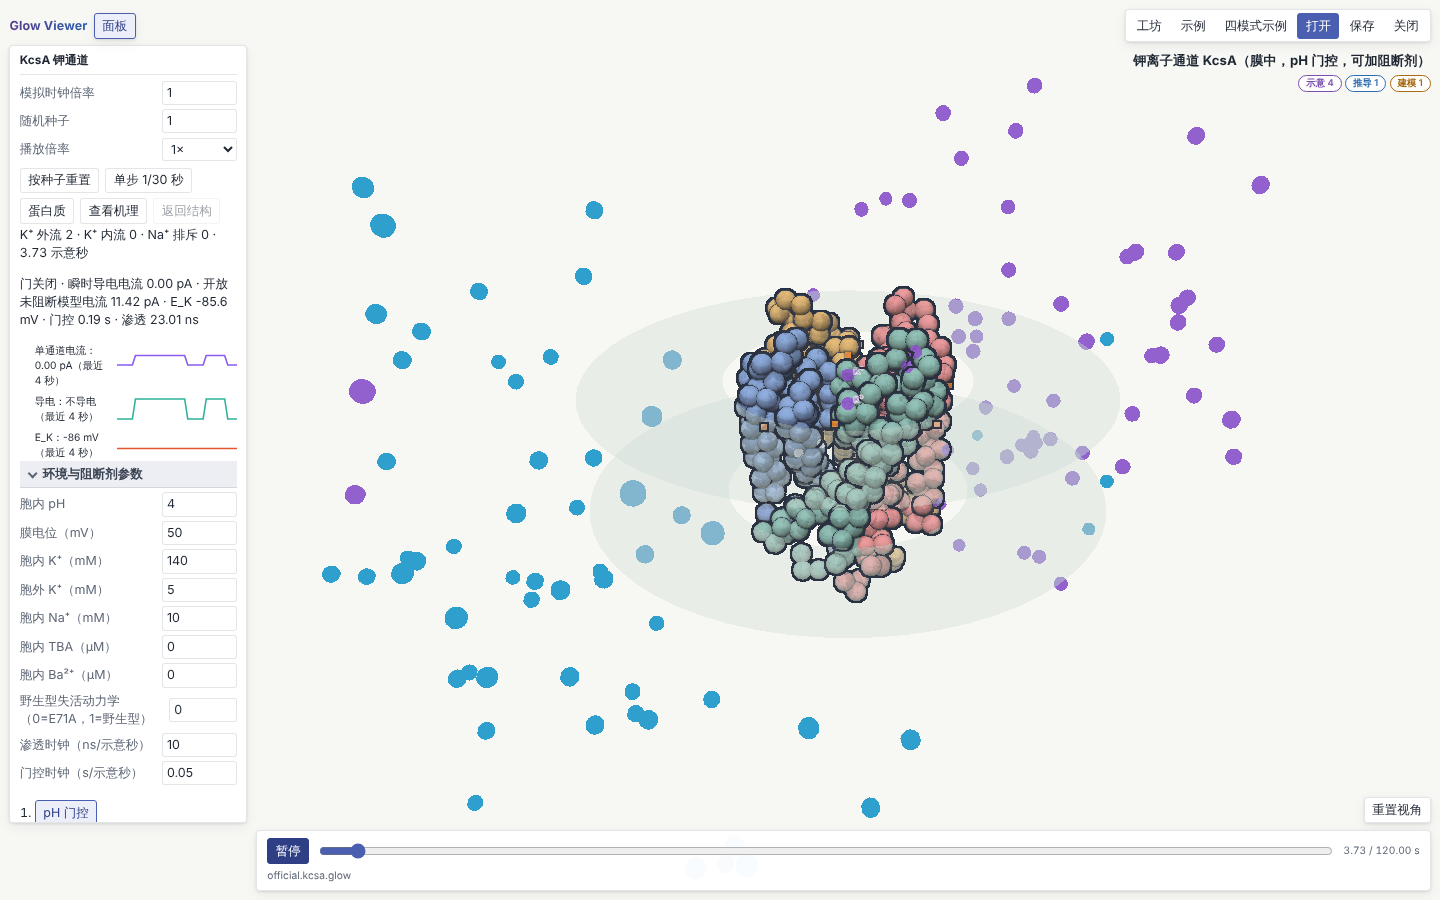 Glow Viewer 面板
工坊 示例 四模式示例 打开 保存 关闭
钾离子通道 KcsA（膜中，pH 门控，可加阻断剂）
示意 4 推导 1 建模 1
KcsA 钾通道
模拟时钟倍率 1
随机种子 1
播放倍率 1×
按种子重置 单步 1/30 秒
蛋白质 查看机理 返回结构
K⁺ 外流 2 · K⁺ 内流 0 · Na⁺ 排斥 0 ·
3.73 示意秒
门关闭 · 瞬时导电电流 0.00 pA · 开放
未阻断模型电流 11.42 pA · E_K -85.6
mV · 门控 0.19 s · 渗透 23.01 ns
单通道电流：
0.00 pA（最近
4 秒）
导电：不导电
（最近 4 秒）
E_K：-86 mV
（最近 4 秒）
环境与阻断剂参数
胞内 pH 4
膜电位（mV） 50
胞内 K⁺（mM） 140
胞外 K⁺（mM） 5
胞内 Na⁺（mM） 10
胞内 TBA（μM） 0
胞内 Ba²⁺（μM） 0
野生型失活动力学
（0=E71A，1=野生型） 0
渗透时钟（ns/示意秒） 10
门控时钟（s/示意秒） 0.05
1. pH 门控
重置视角
暂停 3.73 / 120.00 s
official.kcsa.glow